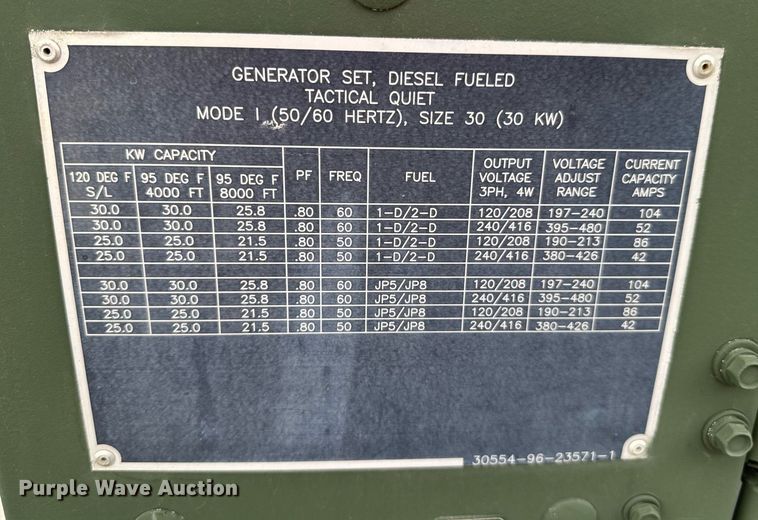 GENERATOR SET, DIESEL FUELED
TACTICAL QUIET
MODE I (50/60 HERTZ), SIZE 30 (30 KW)
KW CAPACITY PF FREQ FUEL OUTPUT VOLTAGE 3PH, 4W VOLTAGE ADJUST RANGE CURRENT CAPACITY AMPS
120 DEG F S/L 95 DEG F 4000 FT 95 DEG F 8000 FT
30.0 30.0 25.8 .80 60 1-D/2-D 120/208 197-240 104
30.0 30.0 25.8 .80 60 1-D/2-D 240/416 395-480 52
25.0 25.0 21.5 .80 50 1-D/2-D 120/208 190-213 86
25.0 25.0 21.5 .80 50 1-D/2-D 240/416 380-426 42
30.0 30.0 25.8 .80 60 JP5/JP8 120/208 197-240 104
30.0 30.0 25.8 .80 60 JP5/JP8 240/416 395-480 52
25.0 25.0 21.5 .80 50 JP5/JP8 120/208 190-213 86
25.0 25.0 21.5 .80 50 JP5/JP8 240/416 380-426 42
30554-96-23571-1
Purple Wave Auction